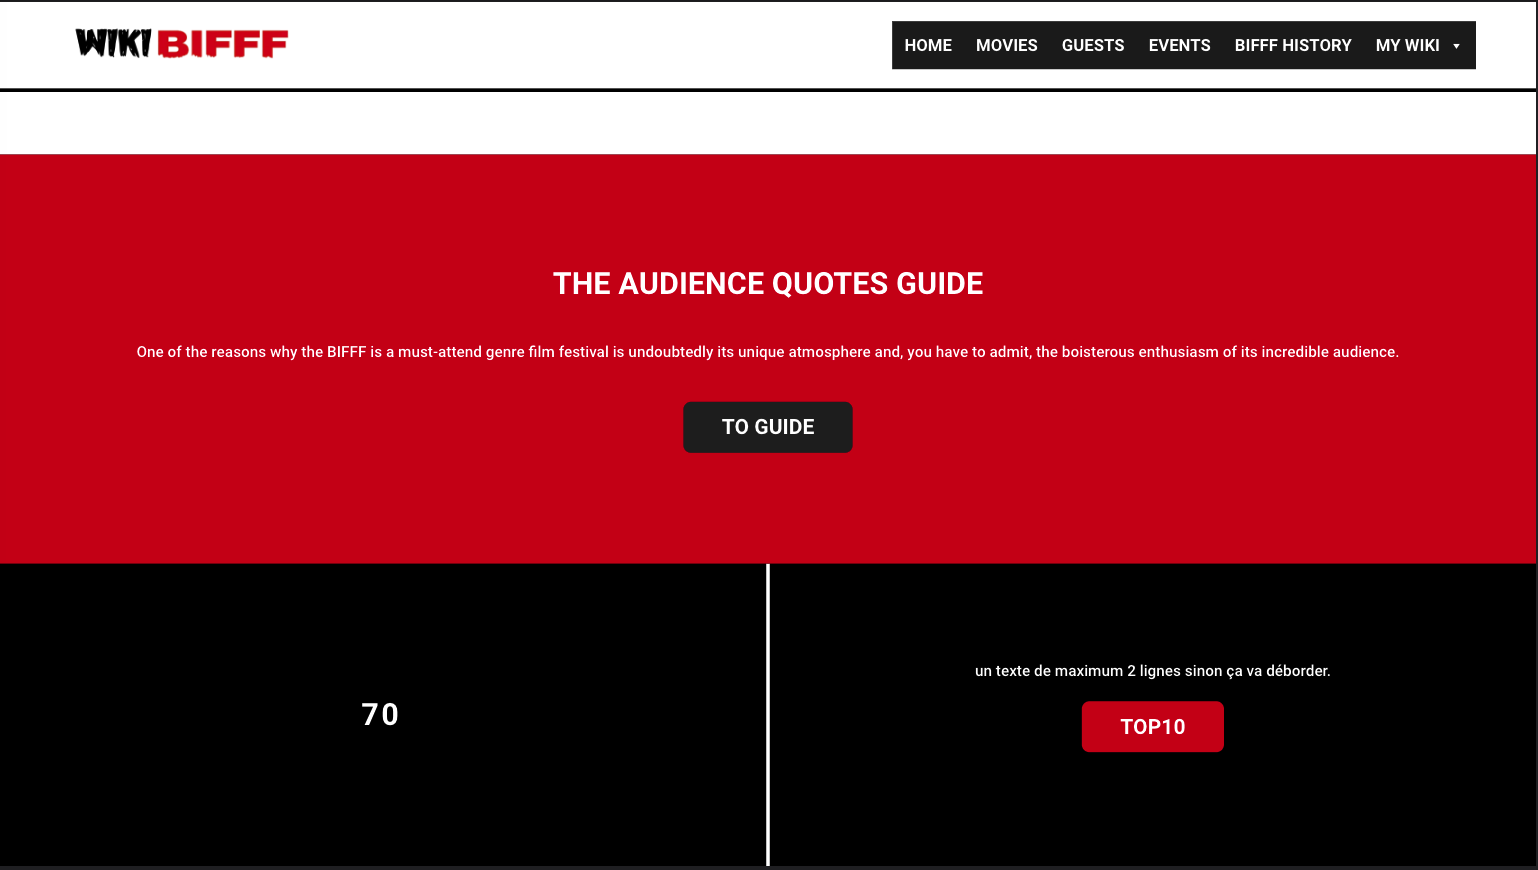 WIKI BIFFF
HOME MOVIES GUESTS EVENTS BIFFF HISTORY MY WIKI
THE AUDIENCE QUOTES GUIDE
One of the reasons why the BIFFF is a must-attend genre film festival is undoubtedly its unique atmosphere and, you have to admit, the boisterous enthusiasm of its incredible audience.
TO GUIDE
70
un texte de maximum 2 lignes sinon ça va déborder.
TOP10